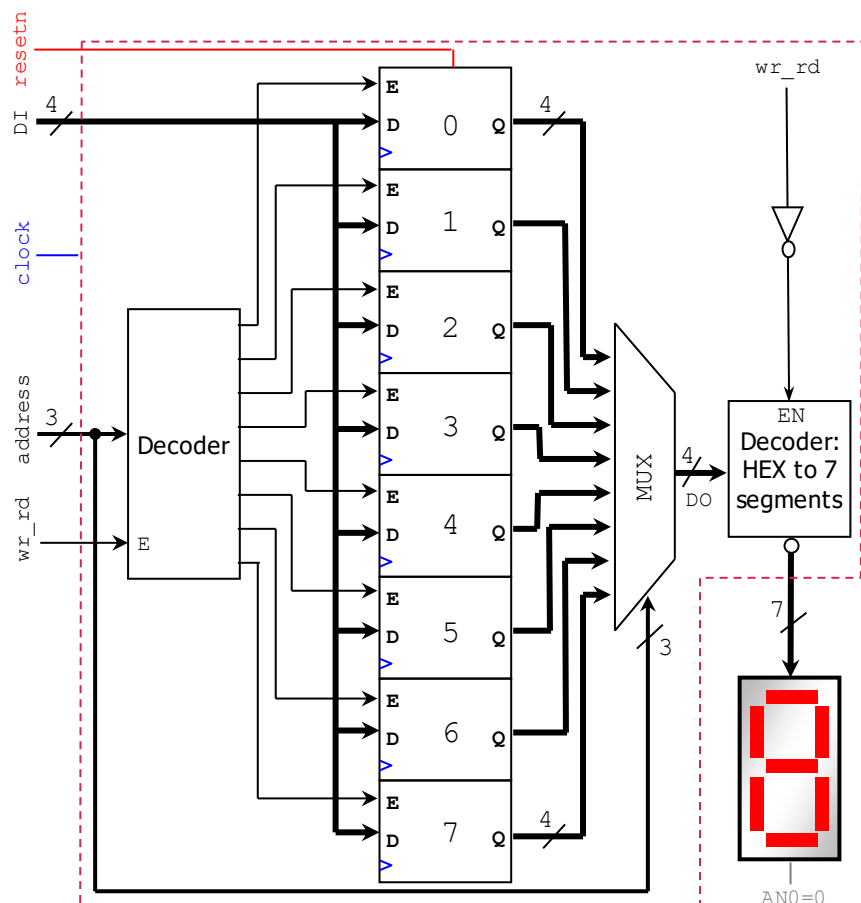 resetn
wr_rd
DI
4
E
D
0
Q
4
E
D
1
Q
clock
E
D
2
Q
address
3
Decoder
E
D
3
Q
EN
Decoder:
HEX to 7
segments
MUX
4
DO
wr_rd
E
E
D
4
Q
E
D
5
Q
7
3
E
D
6
Q
E
D
7
Q
4
AN0=0